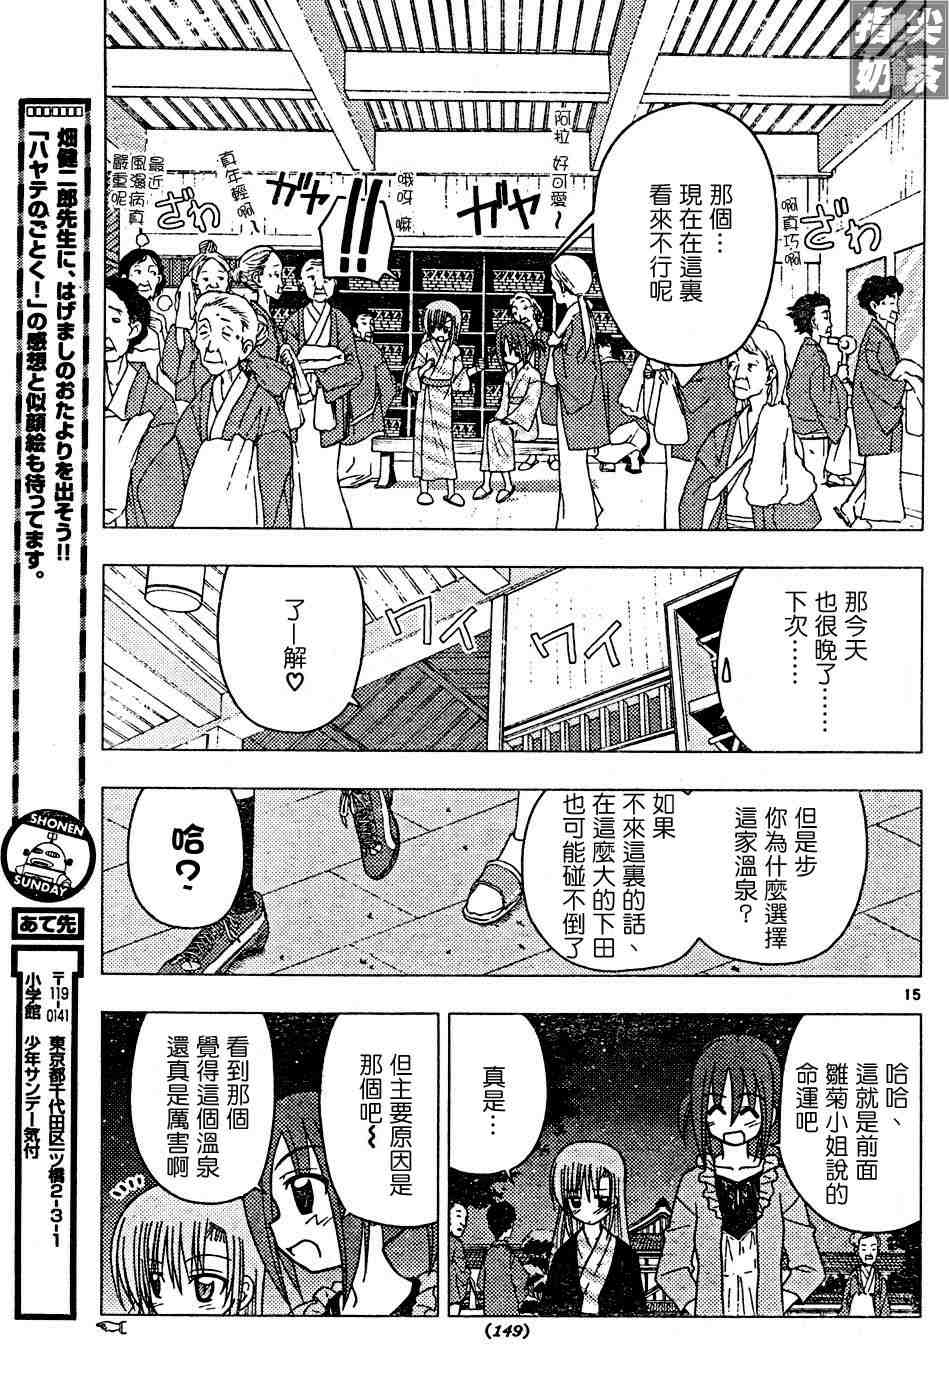 指尖
奶茶
那個…
現在在這裏
看來不行呢
啊真巧啊
ざわ
阿拉 好可愛~
哦呀 嘛
!!
ガヤ
真年輕啊
ざわ
最近
風濕病真
嚴重呢
那今天
也很晚了……
下次……
ワイ
ワイ
了—解♡
但是步
你為什麼選擇
這家溫泉?
如果
不來這裏的話、
在這麼大的下田
也可能碰不倒了
哈?
15
哈哈、
這就是前面
雛菊小姐說的
命運吧
真是…
但主要原因是
那個吧~
看到那個
覺得這個溫泉
還真是厲害啊
(149)
畑健二郎先生に、はげましのおたよりを出そう!!
「ハヤテのごとく!」の感想と似顔絵も待ってます。
SHONEN
SUNDAY
あて先
〒119-0141 東京都千代田区一ツ橋2-3-1
小学館 少年サンデー気付